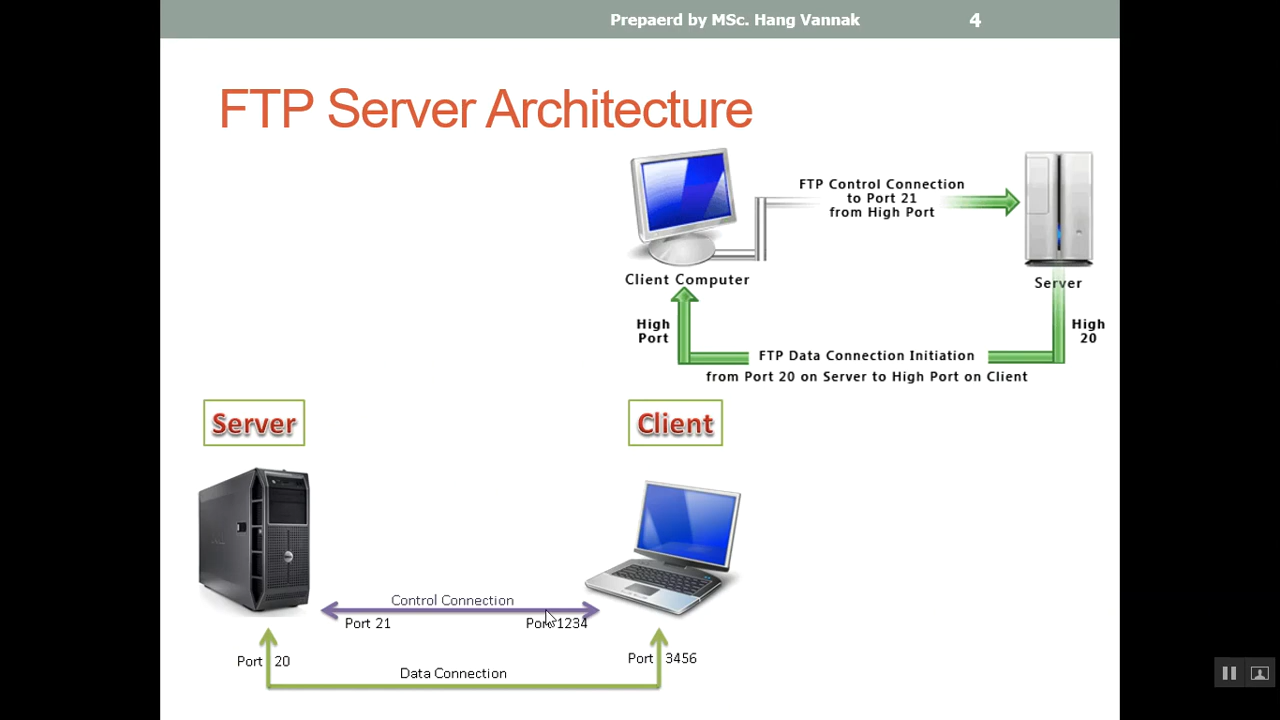 Prepaerd by MSc. Hang Vannak
4
FTP Server Architecture
FTP Control Connection
to Port 21
from High Port
Client Computer
Server
High
Port
High
20
FTP Data Connection Initiation
from Port 20 on Server to High Port on Client
Server
Client
Control Connection
Port 21
Port 1234
Port 20
Port 3456
Data Connection